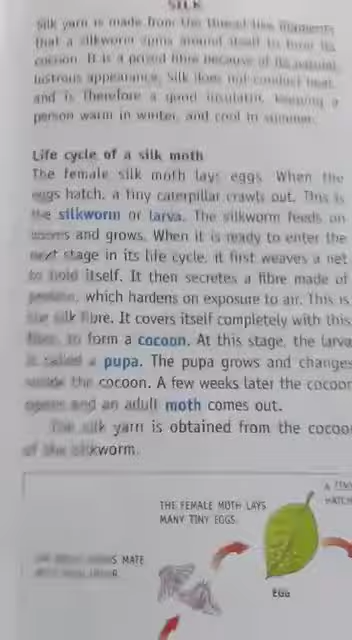 SILK
Silk yarn is made from the thread-like filaments
that a silkworm spins around itself to form its
cocoon. It is a prized fibre because of its natural,
lustrous appearance. Silk does not conduct heat,
and is therefore a good insulator, keeping a
person warm in winter, and cool in summer.
Life cycle of a silk moth
The female silk moth lays eggs. When the
eggs hatch, a tiny caterpillar crawls out. This is
the silkworm or larva. The silkworm feeds on
leaves and grows. When it is ready to enter the
next stage in its life cycle, it first weaves a net
to hold itself. It then secretes a fibre made of
protein, which hardens on exposure to air. This is
the silk fibre. It covers itself completely with this
fibre, to form a cocoon. At this stage, the larva
is called a pupa. The pupa grows and changes
inside the cocoon. A few weeks later the cocoon
opens and an adult moth comes out.
The silk yarn is obtained from the cocoon
of the silkworm.
A TINY
HATCH
THE FEMALE MOTH LAYS
MANY TINY EGGS.
MATE
EGG